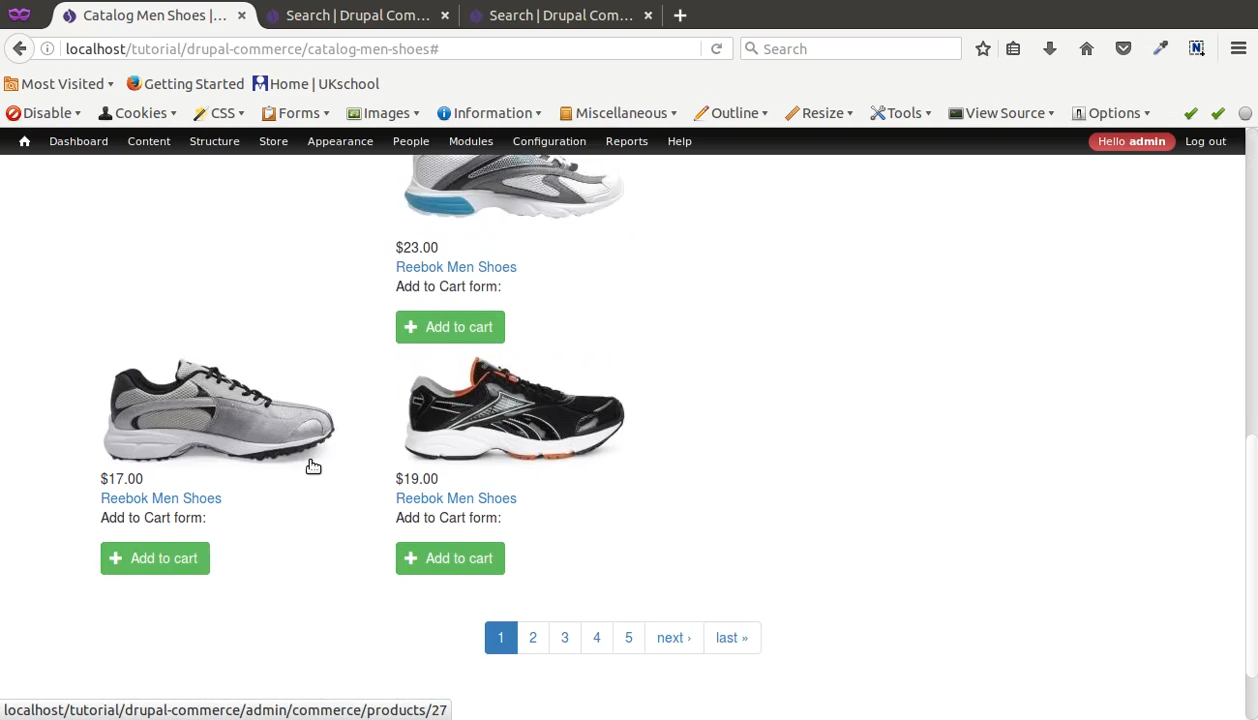 Catalog Men Shoes |... Search | Drupal Com... Search | Drupal Com...
localhost/tutorial/drupal-commerce/catalog-men-shoes# Search
Most Visited Getting Started Home | UKschool
Disable Cookies CSS Forms Images Information Miscellaneous Outline Resize Tools View Source Options
Dashboard Content Structure Store Appearance People Modules Configuration Reports Help Hello admin Log out
$23.00
Reebok Men Shoes
Add to Cart form:
Add to cart
$17.00 $19.00
Reebok Men Shoes Reebok Men Shoes
Add to Cart form: Add to Cart form:
Add to cart Add to cart
1 2 3 4 5 next › last »
localhost/tutorial/drupal-commerce/admin/commerce/products/27